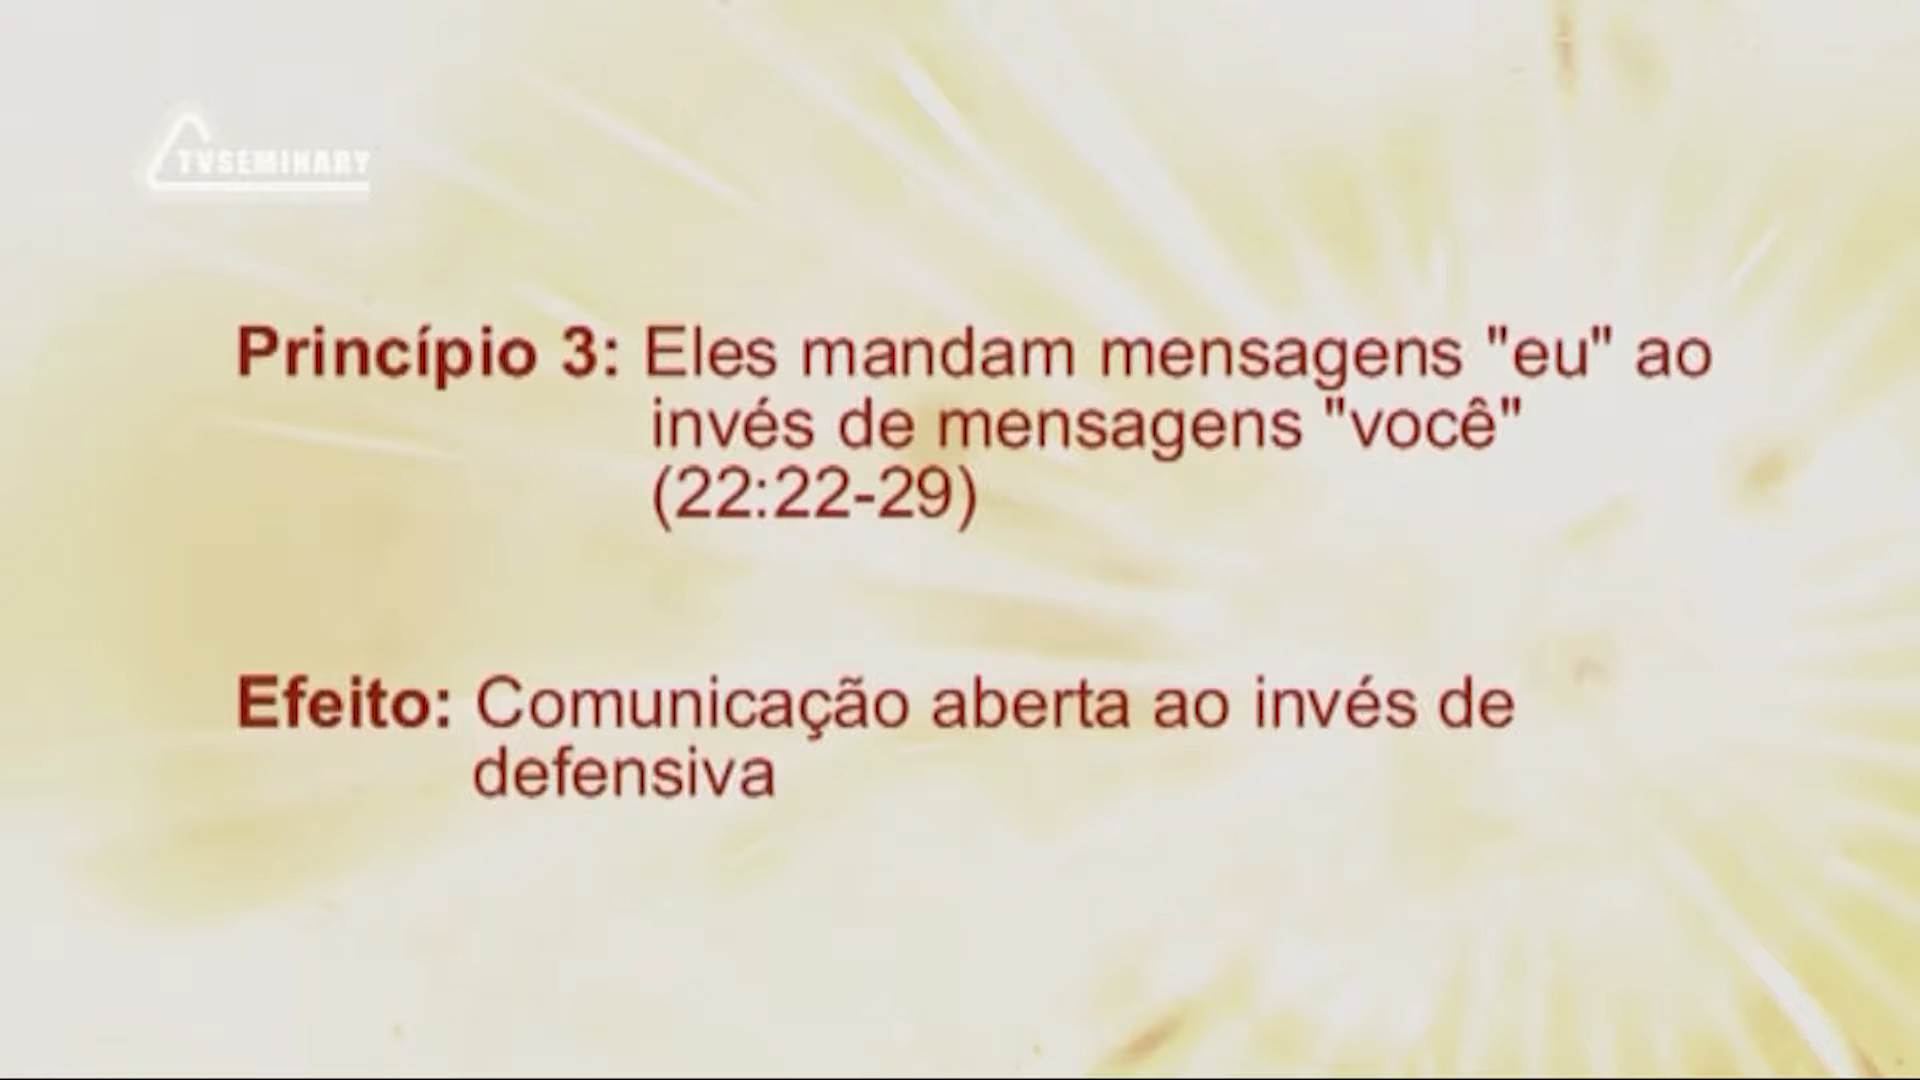 TVSEMINARY
Princípio 3: Eles mandam mensagens "eu" ao
invés de mensagens "você"
(22:22-29)
Efeito: Comunicação aberta ao invés de
defensiva